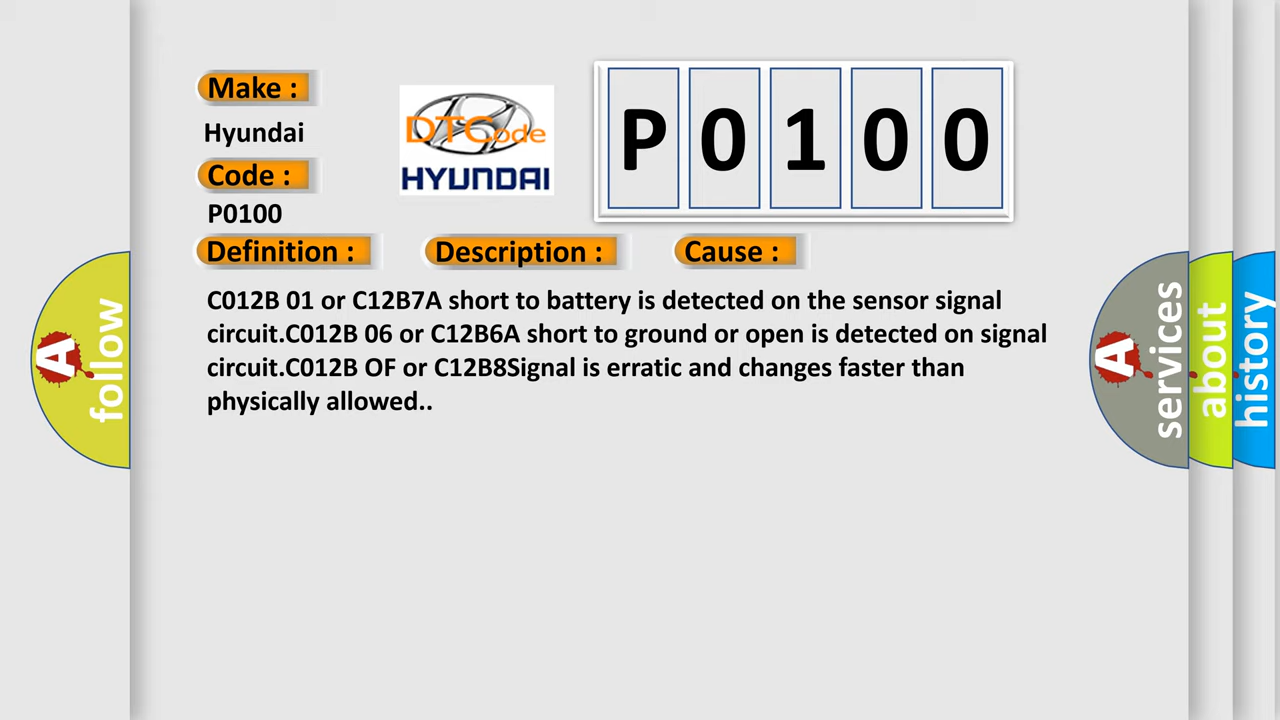 Make :
Hyundai
Code :
P0100
DTCode
HYUNDAI
P 0 1 0 0
Definition :
Description :
Cause :
C012B 01 or C12B7A short to battery is detected on the sensor signal
circuit.C012B 06 or C12B6A short to ground or open is detected on signal
circuit.C012B OF or C12B8Signal is erratic and changes faster than
physically allowed..
A follow
A services
about
history